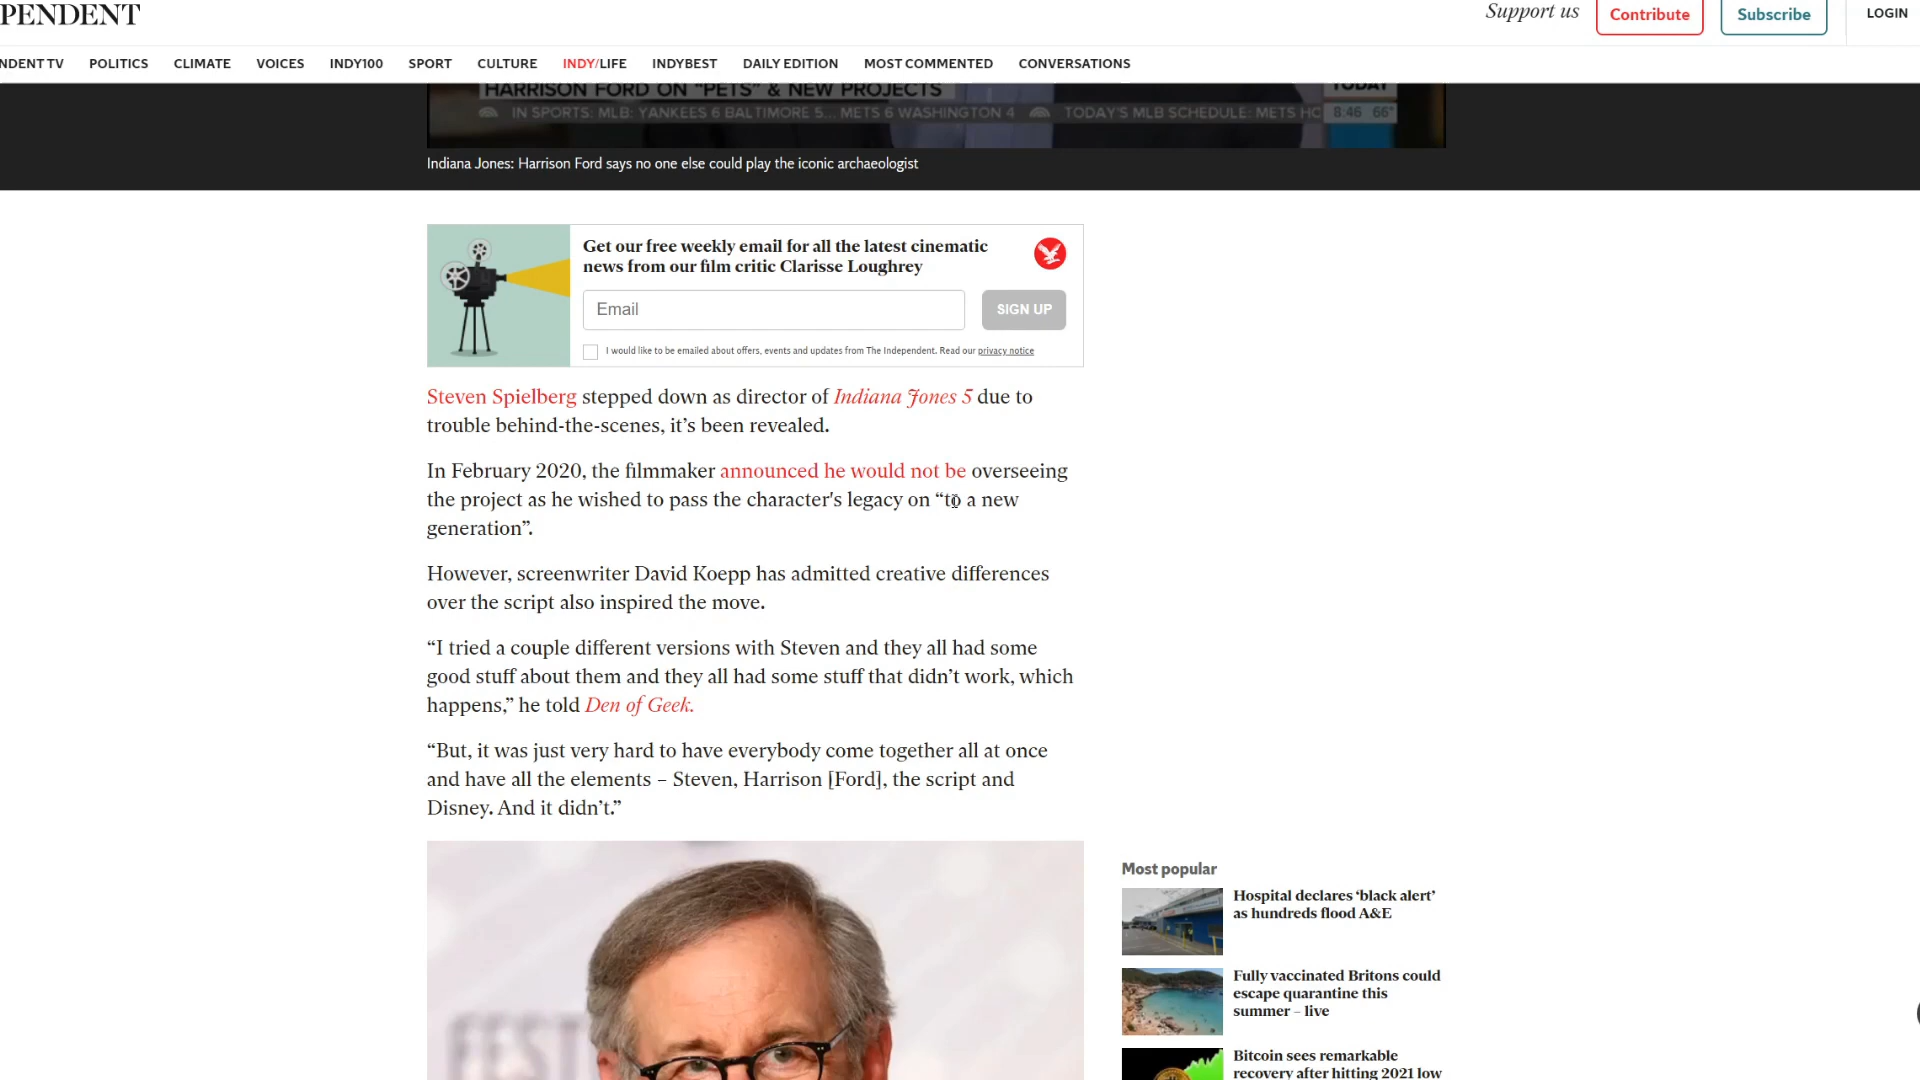 PENDENT
Support us
Contribute
Subscribe
LOGIN
NDENT TV POLITICS CLIMATE VOICES INDY100 SPORT CULTURE INDY/LIFE INDYBEST DAILY EDITION MOST COMMENTED CONVERSATIONS
HARRISON FORD ON "PETS" & NEW PROJECTS
TODAY
IN SPORTS: MLB: YANKEES 6 BALTIMORE 5... METS 6 WASHINGTON 4 TODAY'S MLB SCHEDULE: METS HO 8:46 66°
Indiana Jones: Harrison Ford says no one else could play the iconic archaeologist
Get our free weekly email for all the latest cinematic
news from our film critic Clarisse Loughrey
Email
SIGN UP
I would like to be emailed about offers, events and updates from The Independent. Read our privacy notice
Steven Spielberg stepped down as director of Indiana Jones 5 due to
trouble behind-the-scenes, it’s been revealed.
In February 2020, the filmmaker announced he would not be overseeing
the project as he wished to pass the character's legacy on “to a new
generation”.
However, screenwriter David Koepp has admitted creative differences
over the script also inspired the move.
“I tried a couple different versions with Steven and they all had some
good stuff about them and they all had some stuff that didn’t work, which
happens,” he told Den of Geek.
“But, it was just very hard to have everybody come together all at once
and have all the elements – Steven, Harrison [Ford], the script and
Disney. And it didn’t.”
Most popular
Hospital declares ‘black alert’
as hundreds flood A&E
Fully vaccinated Britons could
escape quarantine this
summer – live
Bitcoin sees remarkable
recovery after hitting 2021 low